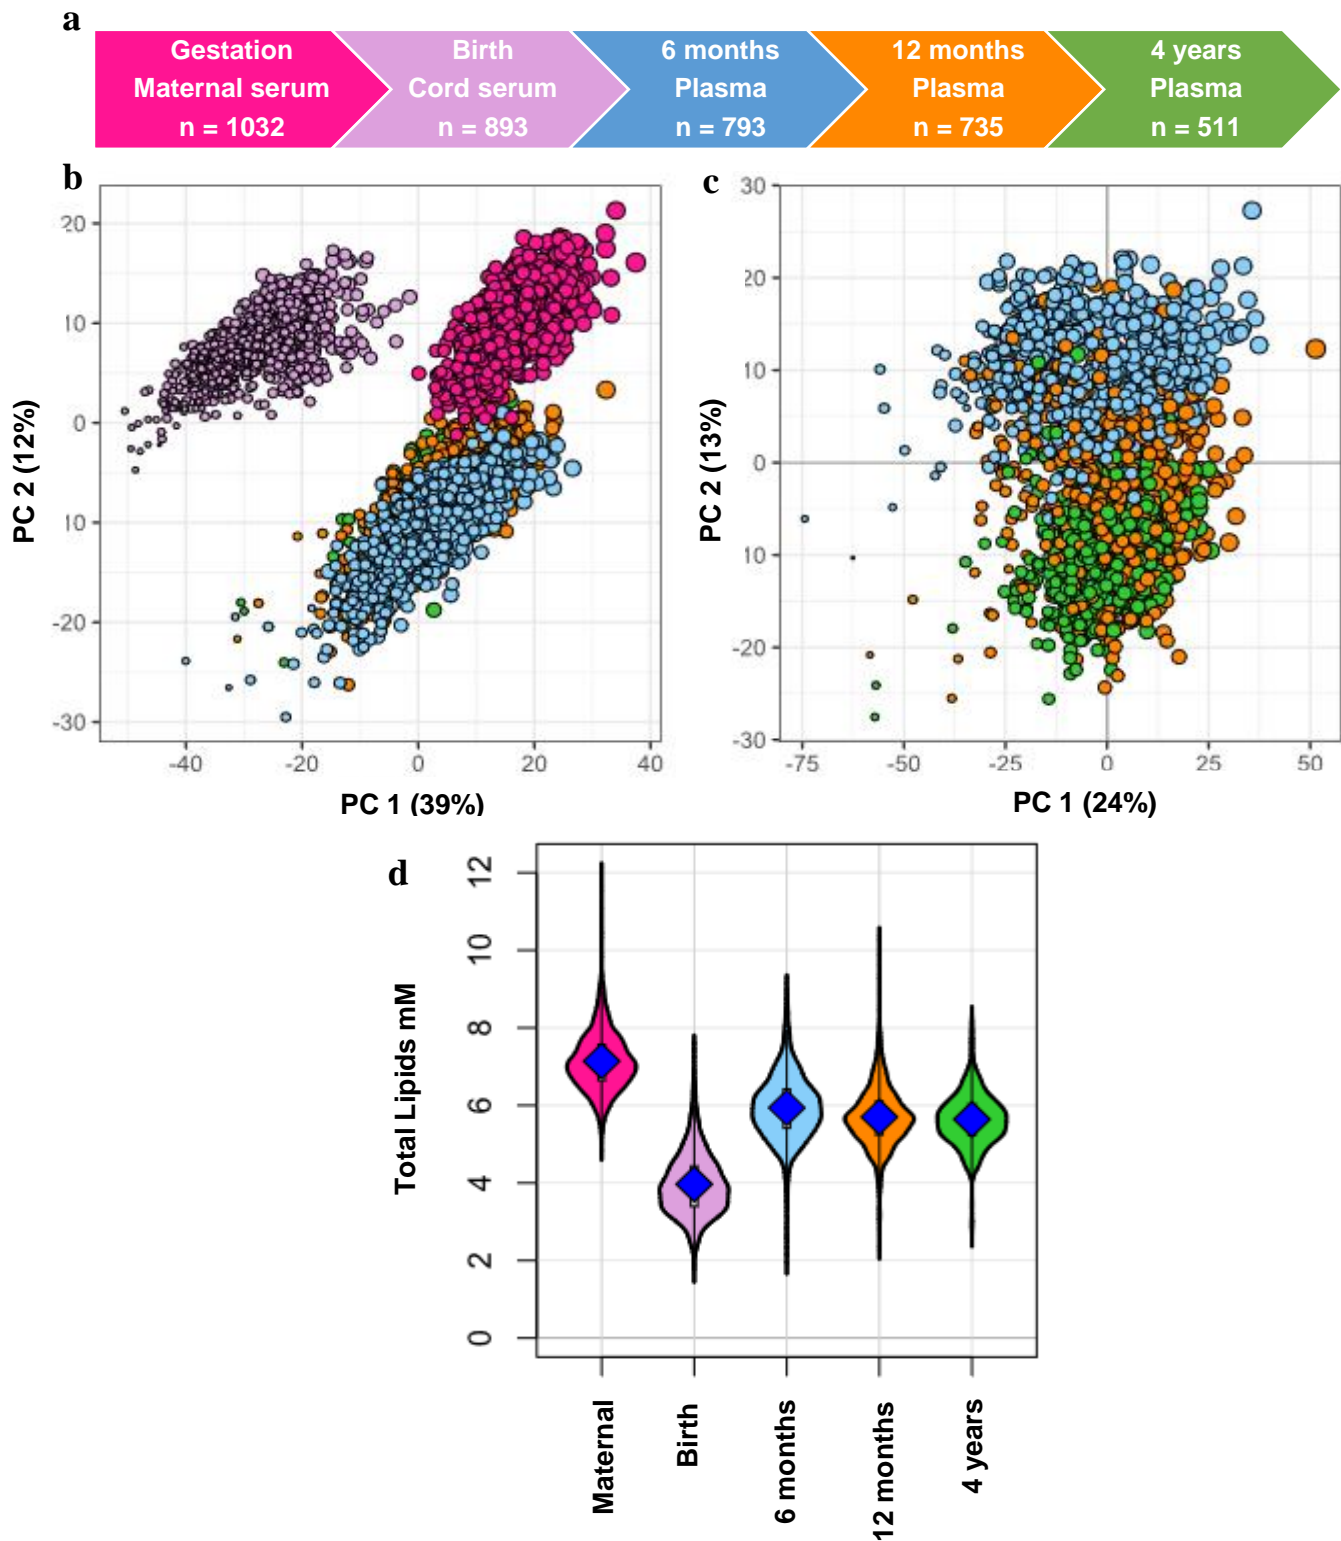 a
Gestation
Maternal serum
n = 1032
Birth
Cord serum
n = 893
6 months
Plasma
n = 793
12 months
Plasma
n = 735
4 years
Plasma
n = 511
b
20
10
0
10
-20
-30
-40
-20
0
20
40
PC 2 (12%)
PC 1 (39%)
c
30
20
10
0
10
-20
-30
-75
-50
-25
0
25
50
PC 2 (13%)
PC 1 (24%)
d
12
10
8
6
4
2
0
Total Lipids mM
Maternal
Birth
6 months
12 months
4 years